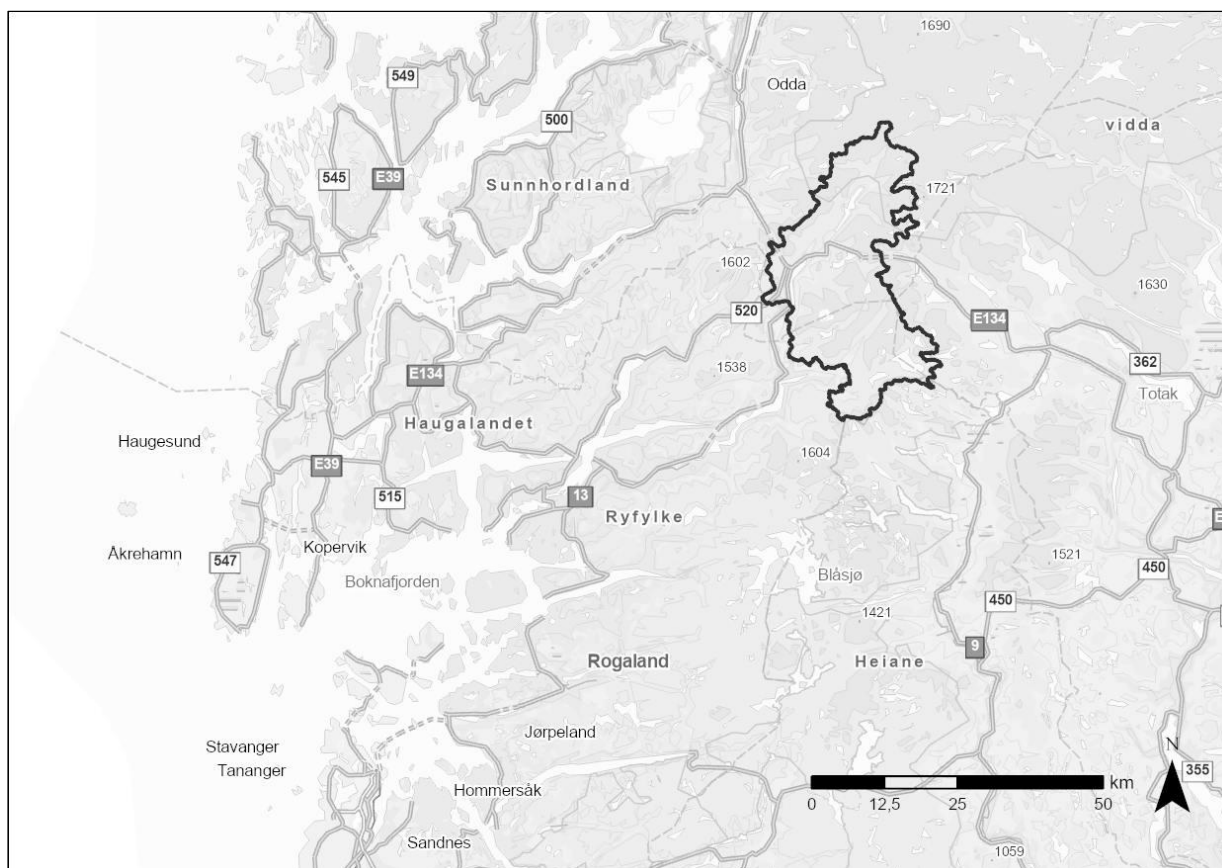 1690
549
Odda
500
vidda
E39
545
Sunnhordland
1721
1602
1630
520
E134
362
E134
1538
Totak
Haugalandet
Haugesund
1604
E39
515
13
Ryfylke
Kopervik
Åkrehamn
547
Boknafjorden
Blåsjø
1521
450
450
1421
9
Rogaland
Heiane
Jørpeland
Stavanger
N
Tananger
355
Hommersåk
km
0
12,5
25
50
Sandnes
1059